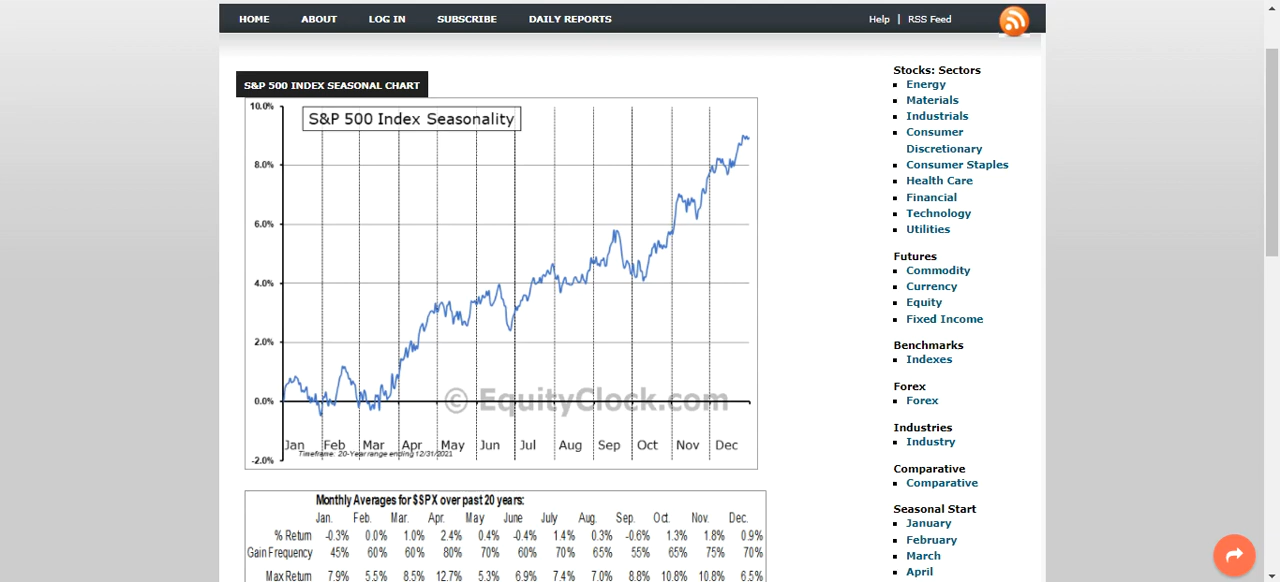 HOME ABOUT LOG IN SUBSCRIBE DAILY REPORTS Help | RSS Feed
S&P 500 INDEX SEASONAL CHART
S&P 500 Index Seasonality
10.0%
8.0%
6.0%
4.0%
2.0%
0.0%
-2.0%
© EquityClock.com
Jan Feb Mar Apr May Jun Jul Aug Sep Oct Nov Dec
Timeframe: 20-Year range ending 12/31/2021
Monthly Averages for $SPX over past 20 years:
Jan. Feb. Mar. Apr. May June July Aug. Sep. Oct. Nov. Dec.
% Return -0.3% 0.0% 1.0% 2.4% 0.4% -0.4% 1.4% 0.3% -0.6% 1.3% 1.8% 0.9%
Gain Frequency 45% 60% 60% 80% 70% 60% 70% 65% 55% 65% 75% 70%
Max Return 7.9% 5.5% 8.5% 12.7% 5.3% 6.9% 7.4% 7.0% 8.8% 10.8% 10.8% 6.5%
Stocks: Sectors
Energy
Materials
Industrials
Consumer
Discretionary
Consumer Staples
Health Care
Financial
Technology
Utilities
Futures
Commodity
Currency
Equity
Fixed Income
Benchmarks
Indexes
Forex
Forex
Industries
Industry
Comparative
Comparative
Seasonal Start
January
February
March
April